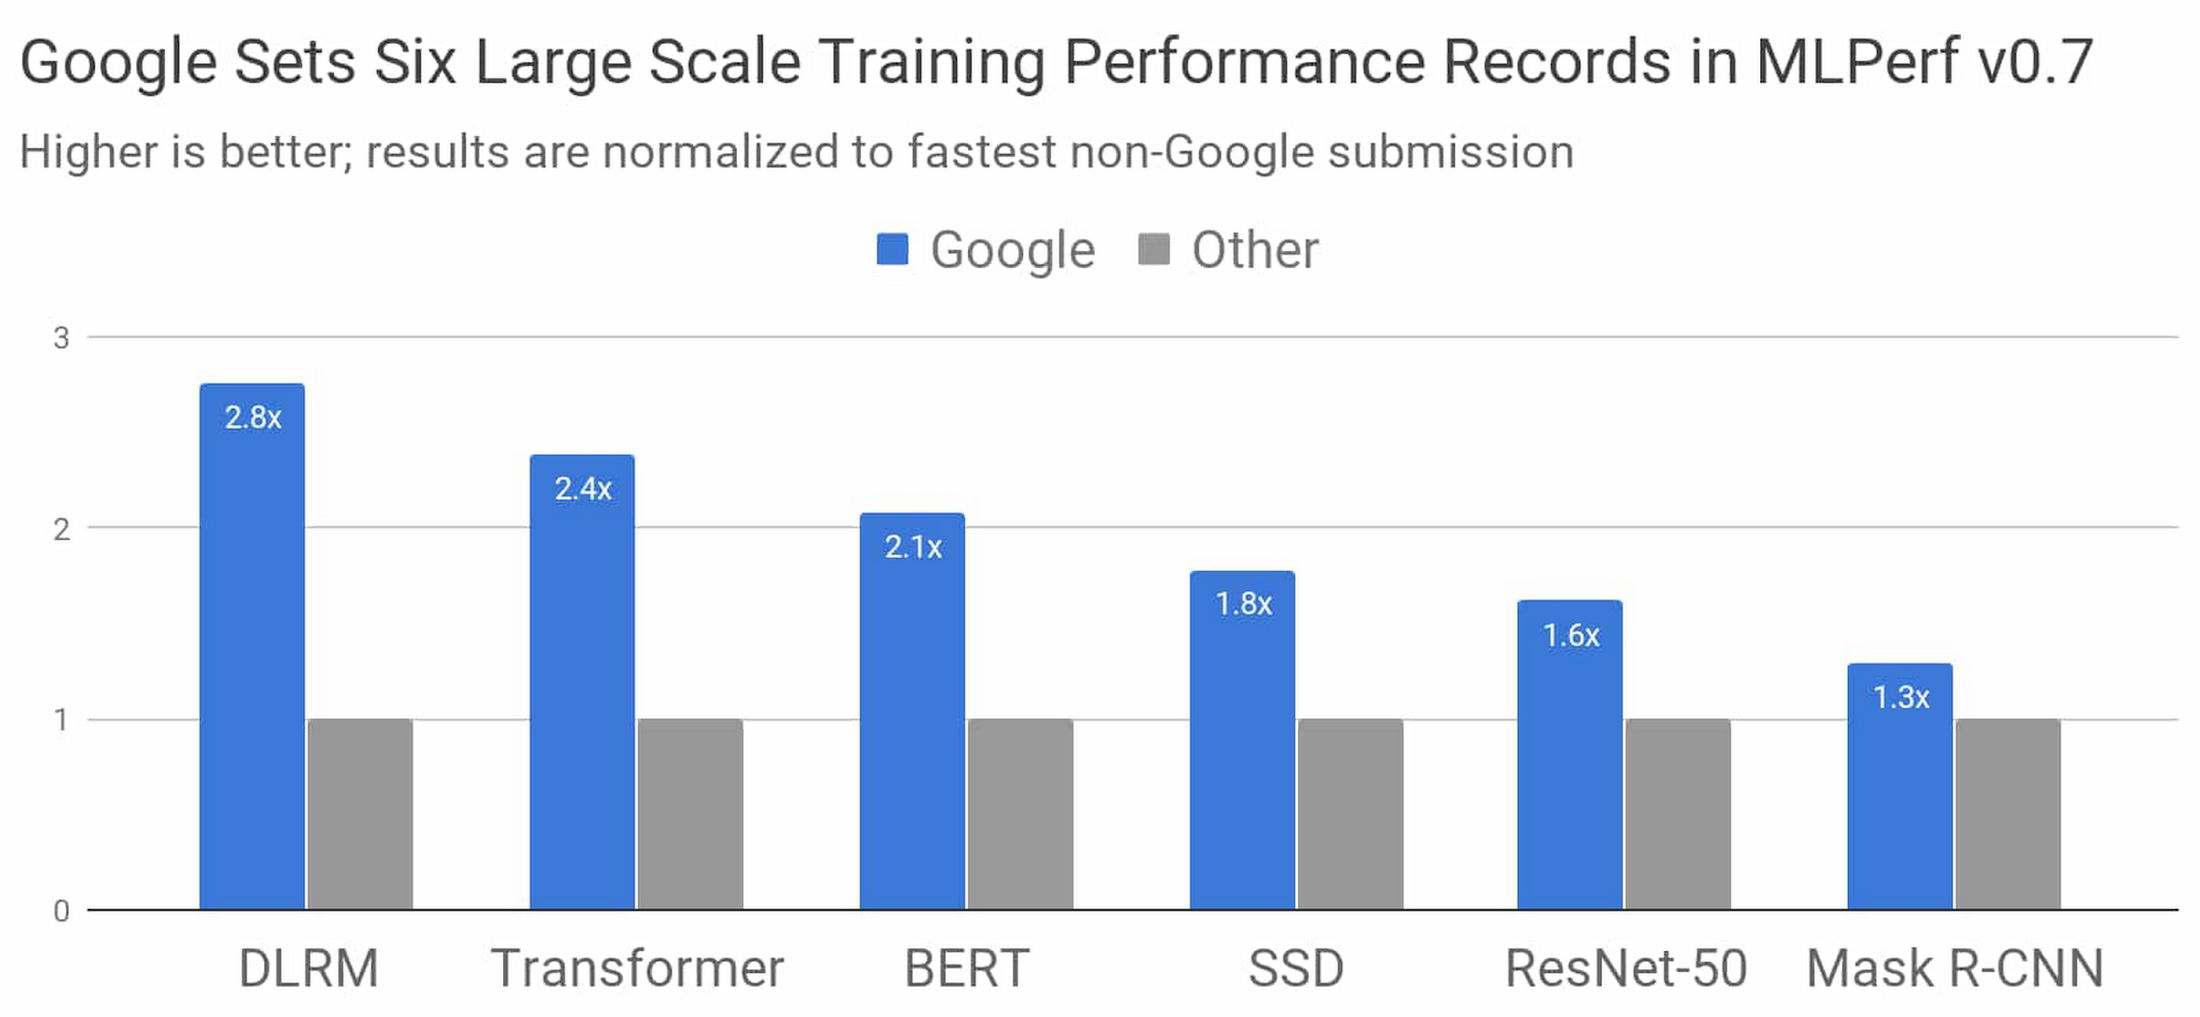 Google Sets Six Large Scale Training Performance Records in MLPerf v0.7
Higher is better; results are normalized to fastest non-Google submission
Google Other
3
2.8x
2.4x
2
2.1x
1.8x
1.6x
1.3x
1
0
DLRM Transformer BERT SSD ResNet-50 Mask R-CNN